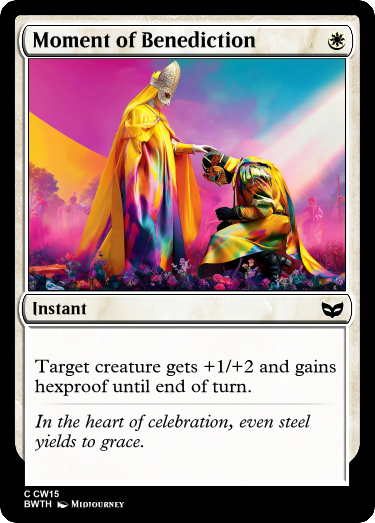 Moment of Benediction
Instant
Target creature gets +1/+2 and gains
hexproof until end of turn.
In the heart of celebration, even steel
yields to grace.
C CW15
BWTH Midjourney